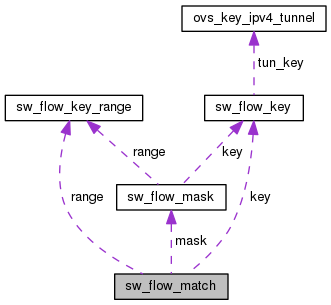 ovs_key_ipv4_tunnel
tun_key
sw_flow_key_range
sw_flow_key
range
key
sw_flow_mask
range
key
mask
sw_flow_match